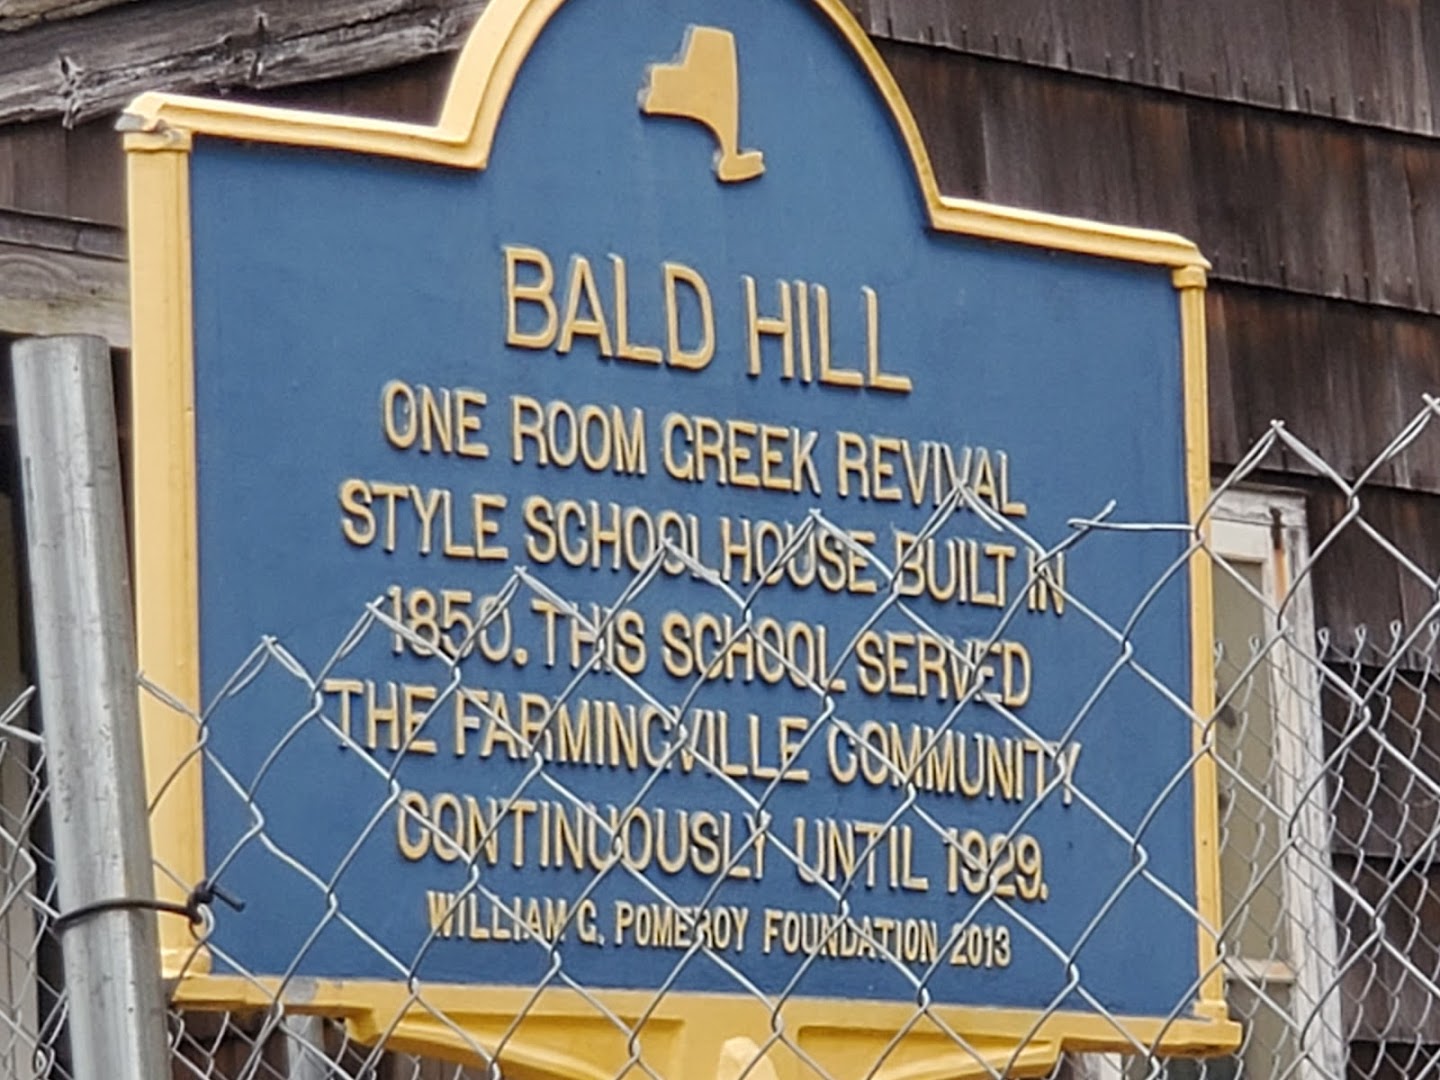 BALD HILL
ONE ROOM GREEK REVIVAL
STYLE SCHOOLHOUSE BUILT IN
1850. THIS SCHOOL SERVED
THE FARMINGVILLE COMMUNITY
CONTINUOUSLY UNTIL 1929.
WILLIAM G. POMEROY FOUNDATION 2013